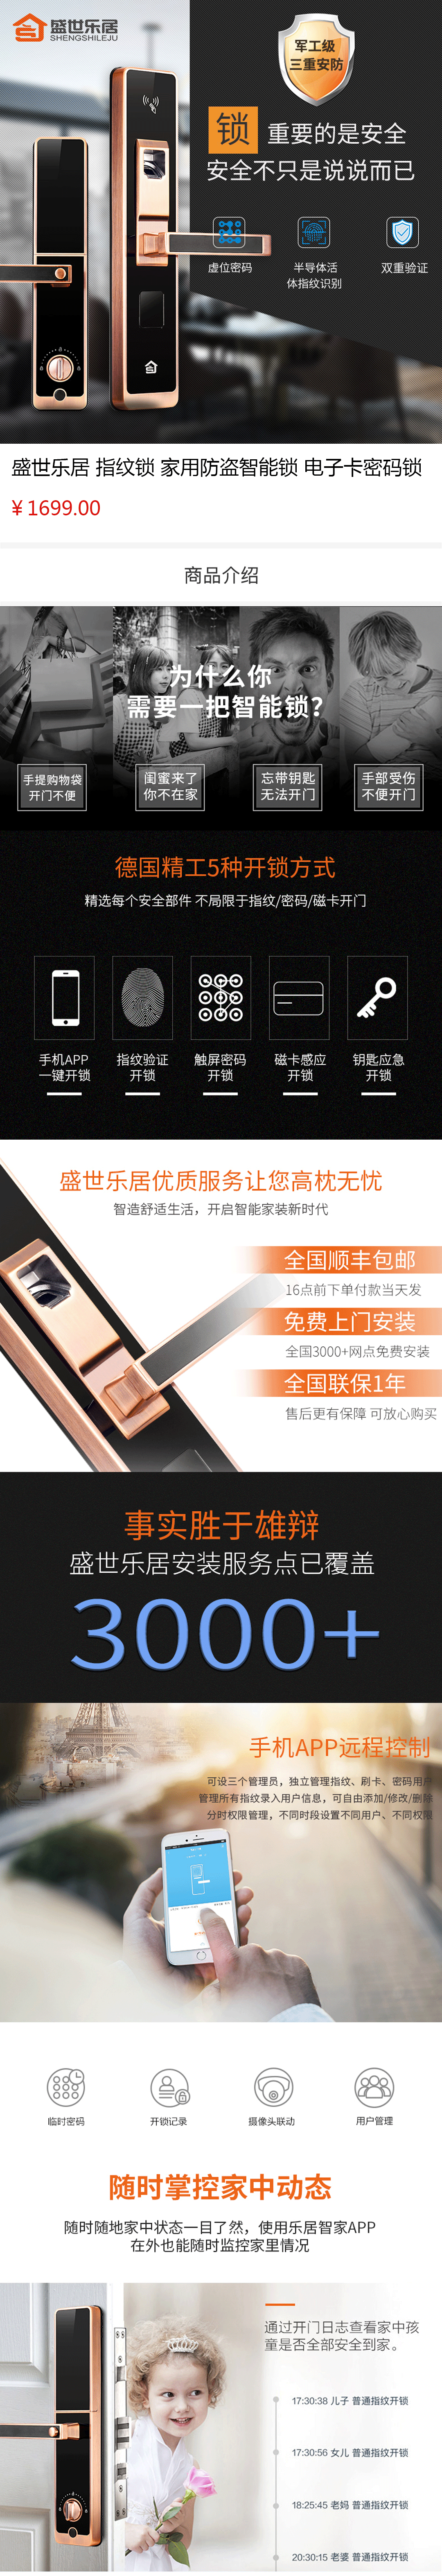 盛世乐居
SHENGSHILEJU
军工级
三重安防
锁 重要的是安全
安全不只是说说而已
虚位密码
半导体活
体指纹识别
双重验证
盛世乐居 指纹锁 家用防盗智能锁 电子卡密码锁
¥ 1699.00
商品介绍
为什么你
需要一把智能锁?
手提购物袋
开门不便
闺蜜来了
你不在家
忘带钥匙
无法开门
手部受伤
不便开门
德国精工5种开锁方式
精选每个安全部件 不局限于指纹/密码/磁卡开门
手机APP
一键开锁
指纹验证
开锁
触屏密码
开锁
磁卡感应
开锁
钥匙应急
开锁
盛世乐居优质服务让您高枕无忧
智造舒适生活，开启智能家装新时代
全国顺丰包邮
16点前下单付款当天发
免费上门安装
全国3000+网点免费安装
全国联保1年
售后更有保障 可放心购买
事实胜于雄辩
盛世乐居安装服务点已覆盖
3000+
手机APP远程控制
可设三个管理员，独立管理指纹、刷卡、密码用户
管理所有指纹录入用户信息，可自由添加/修改/删除
分时权限管理，不同时段设置不同用户、不同权限
临时密码
开锁记录
摄像头联动
用户管理
随时掌控家中动态
随时随地家中状态一目了然，使用乐居智家APP
在外也能随时监控家里情况
通过开门日志查看家中孩
童是否全部安全到家。
17:30:38 儿子 普通指纹开锁
17:30:56 女儿 普通指纹开锁
18:25:45 老妈 普通指纹开锁
20:30:15 老婆 普通指纹开锁